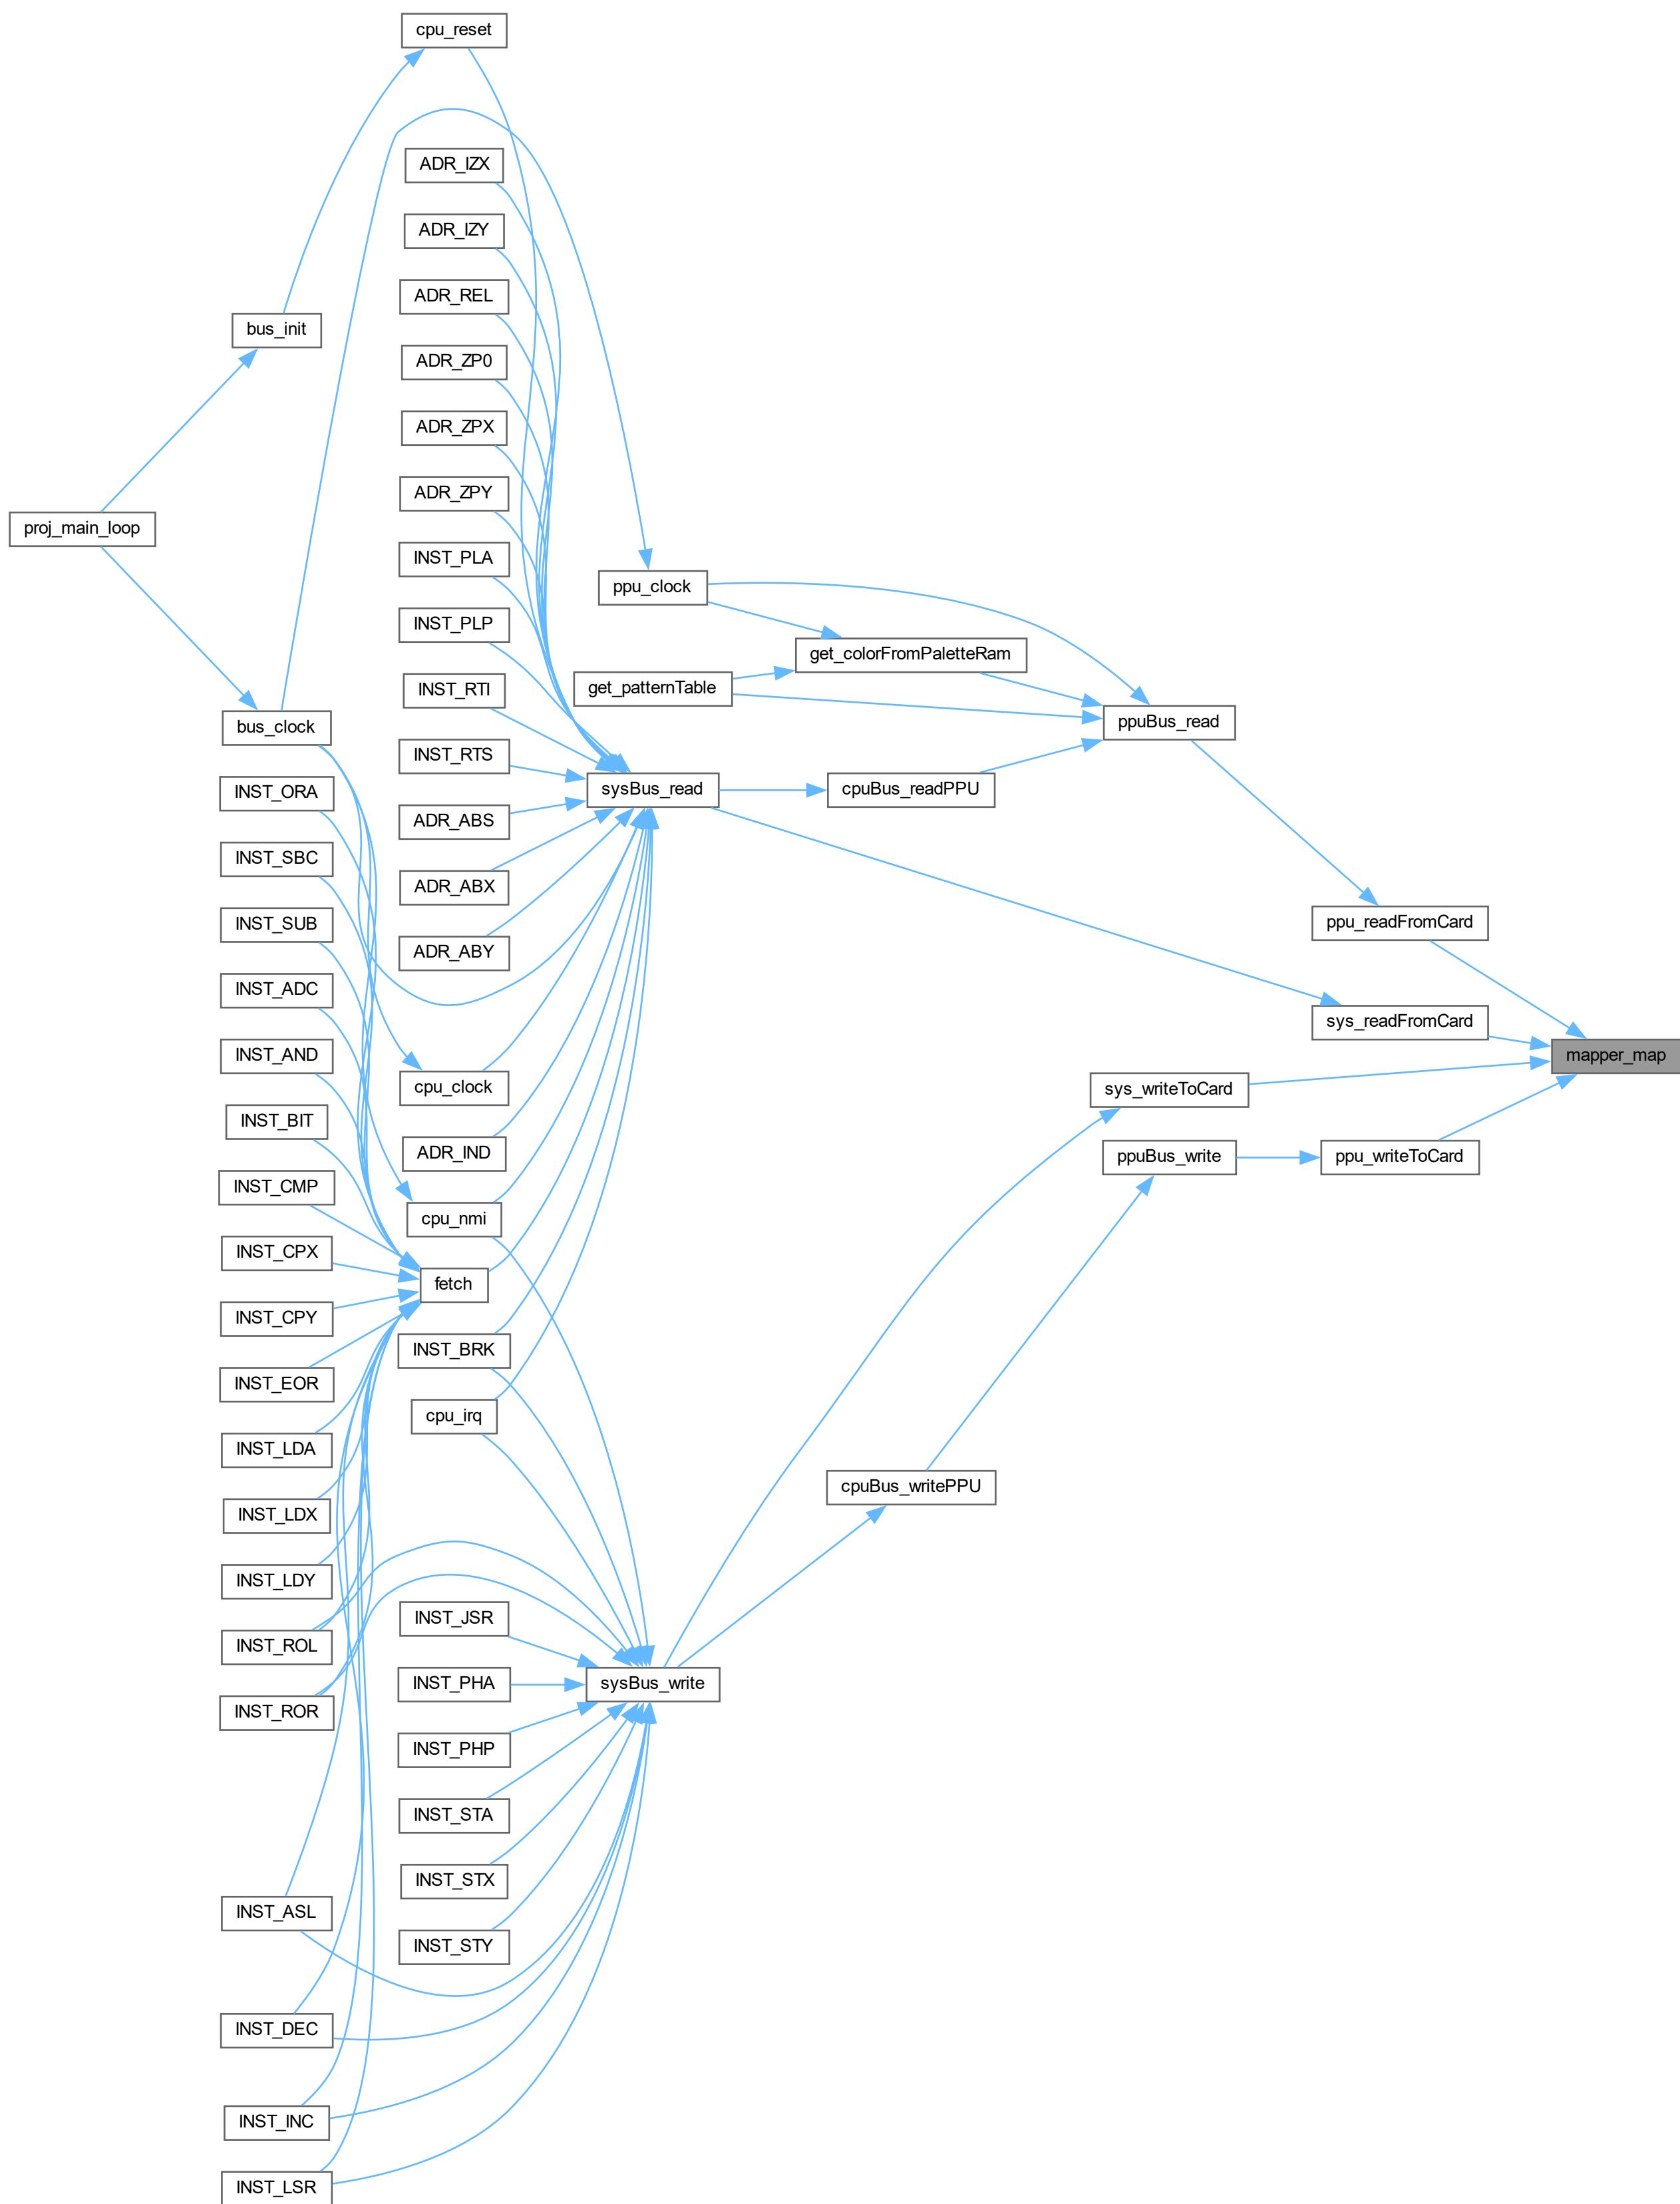 cpu_reset
ADR_IZX
ADR_IZY
ADR_REL
bus_init
ADR_ZP0
ADR_ZPX
ADR_ZPY
proj_main_loop
INST_PLA
ppu_clock
INST_PLP
get_colorFromPaletteRam
INST_RTI
get_patternTable
ppuBus_read
bus_clock
INST_RTS
INST_ORA
sysBus_read
cpuBus_readPPU
ADR_ABS
INST_SBC
ADR_ABX
INST_SUB
ppu_readFromCard
ADR_ABY
INST_ADC
sys_readFromCard
INST_AND
mapper_map
cpu_clock
sys_writeToCard
INST_BIT
ADR_IND
ppuBus_write
ppu_writeToCard
INST_CMP
cpu_nmi
INST_CPX
fetch
INST_CPY
INST_BRK
INST_EOR
cpu_irq
INST_LDA
cpuBus_writePPU
INST_LDX
INST_LDY
INST_JSR
INST_ROL
INST_PHA
sysBus_write
INST_ROR
INST_PHP
INST_STA
INST_STX
INST_ASL
INST_STY
INST_DEC
INST_INC
INST_LSR